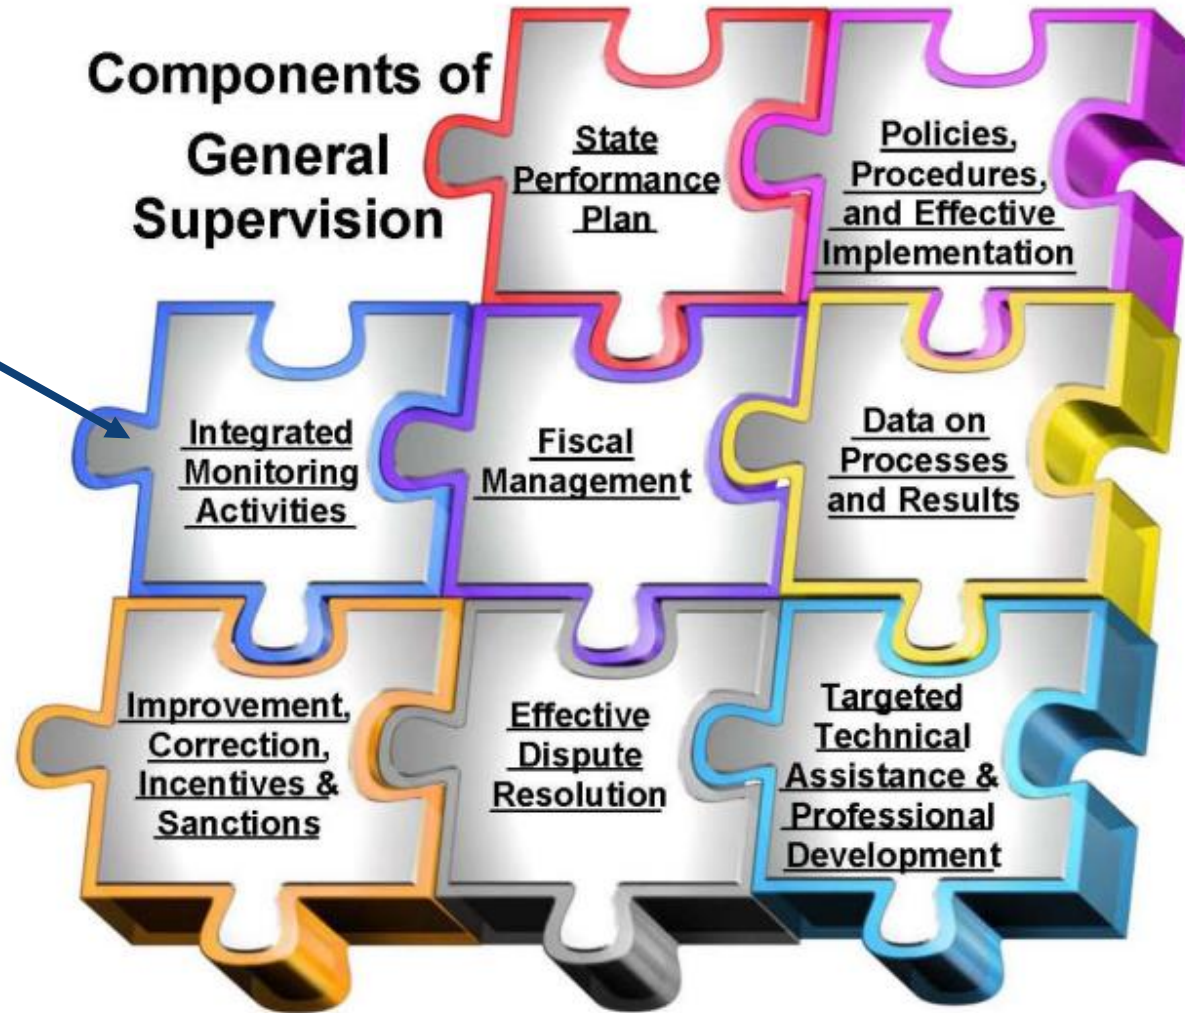 Components of
General
Supervision
State
Performance
Plan
Policies,
Procedures,
and Effective
Implementation
Integrated
Monitoring
Activities
Fiscal
Management
Data on
Processes
and Results
Improvement,
Correction,
Incentives &
Sanctions
Effective
Dispute
Resolution
Targeted
Technical
Assistance &
Professional
Development